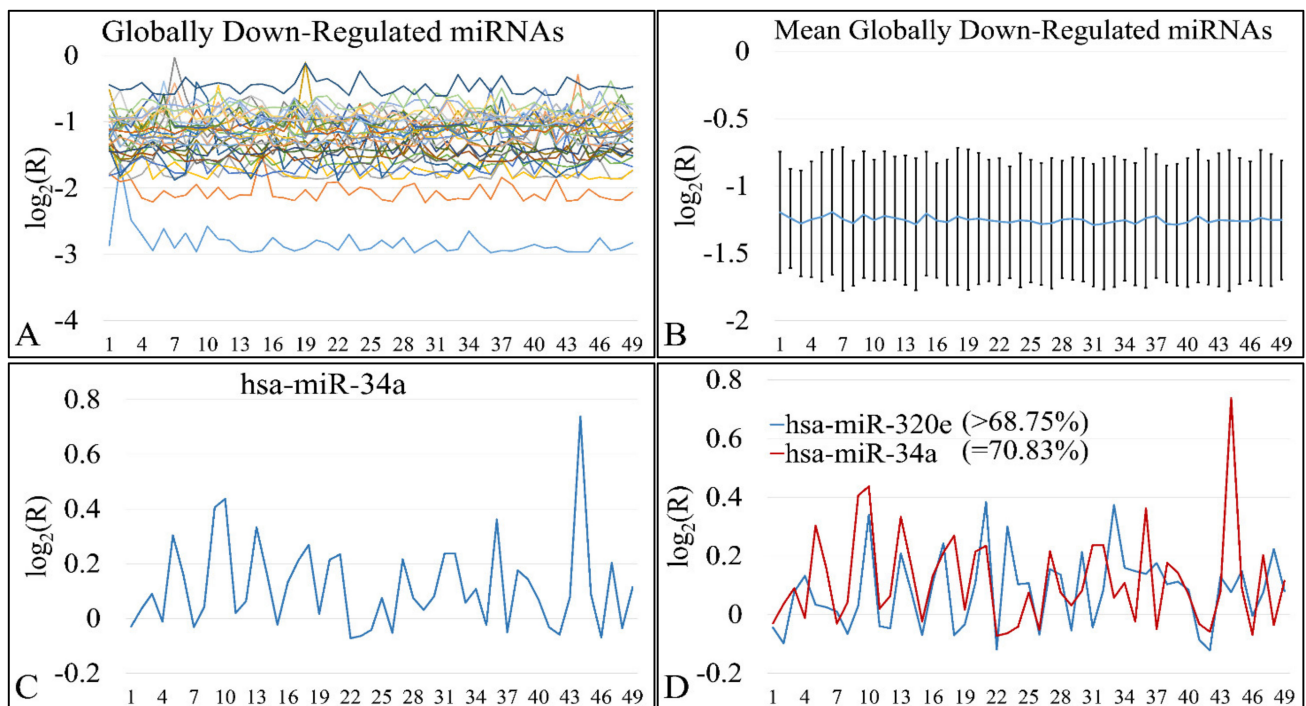 Globally Down-Regulated miRNAs
0
-1
-2
-3
-4
log2(R)
1 4 7 10 13 16 19 22 25 28 31 34 37 40 43 46 49
A
Mean Globally Down-Regulated miRNAs
0
-0.5
-1
-1.5
-2
log2(R)
1 4 7 10 13 16 19 22 25 28 31 34 37 40 43 46 49
B
hsa-miR-34a
0.8
0.6
0.4
0.2
0
-0.2
log2(R)
1 4 7 10 13 16 19 22 25 28 31 34 37 40 43 46 49
C
0.8
0.6
0.4
0.2
0
-0.2
log2(R)
hsa-miR-320e (>68.75%)
hsa-miR-34a (=70.83%)
1 4 7 10 13 16 19 22 25 28 31 34 37 40 43 46 49
D